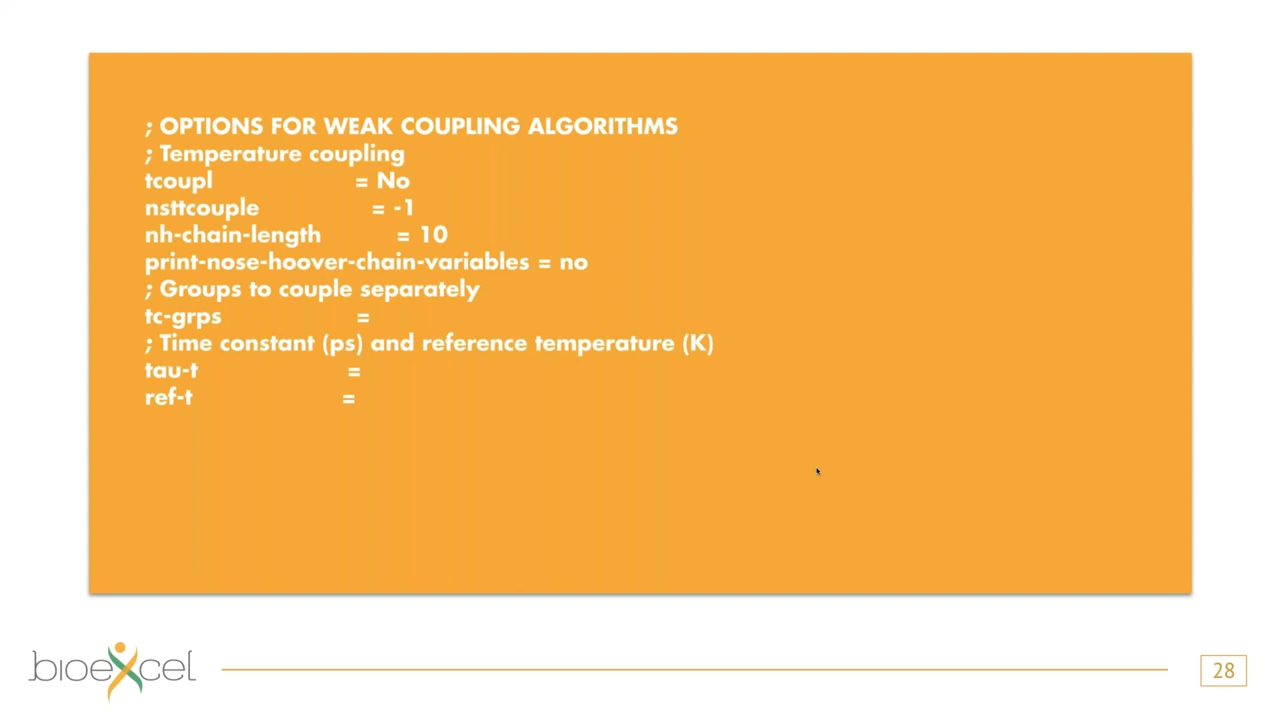 ; OPTIONS FOR WEAK COUPLING ALGORITHMS
; Temperature coupling
tcoupl = No
nsttcouple = -1
nh-chain-length = 10
print-nose-hoover-chain-variables = no
; Groups to couple separately
tc-grps =
; Time constant (ps) and reference temperature (K)
tau-t =
ref-t =
bioexcel
28